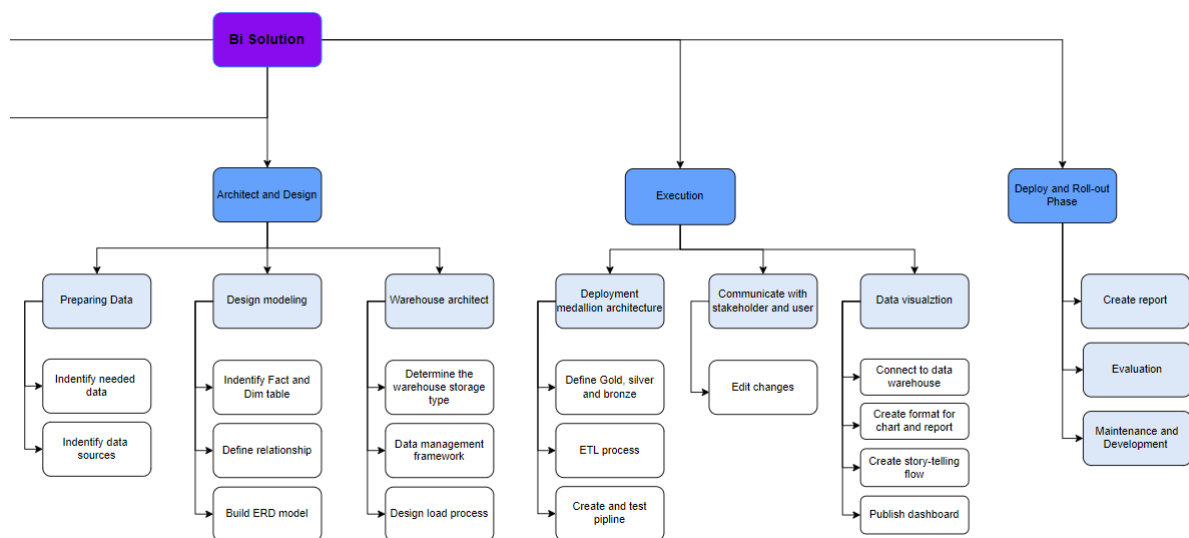 Bi Solution
Architect and Design
Execution
Deploy and Roll-out
Phase
Preparing Data
Design modeling
Warehouse architect
Deployment
medallion architecture
Communicate with
stakeholder and user
Data visualztion
Create report
Indentify needed
data
Indentify Fact and
Dim table
Determine the
warehouse storage
type
Define Gold, silver
and bronze
Edit changes
Connect to data
warehouse
Evaluation
Create format for
chart and report
Indentify data
sources
Define relationship
Data management
framework
ETL process
Maintenance and
Development
Create story-telling
flow
Build ERD model
Design load process
Create and test
pipline
Publish dashboard